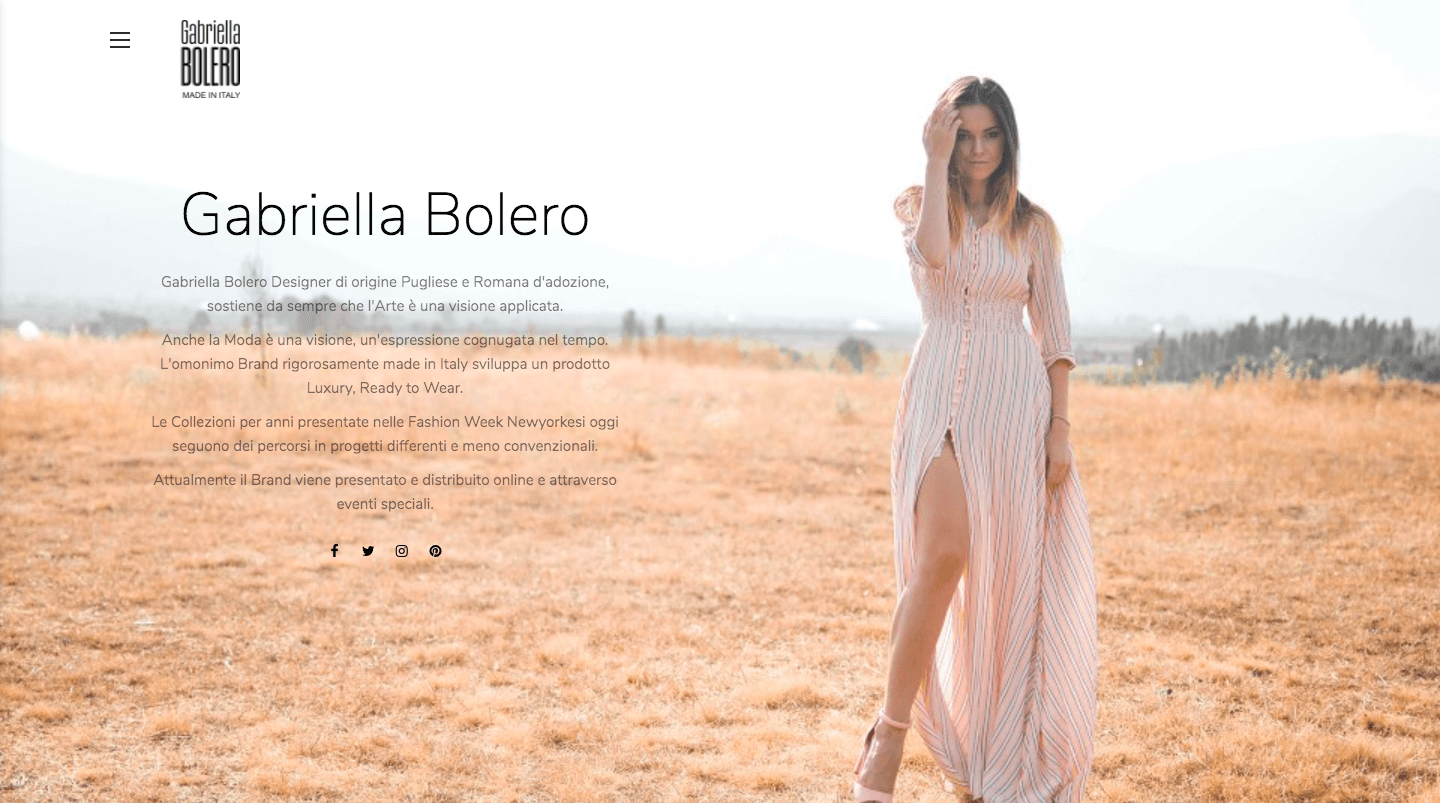 Gabriella
BOLERO
MADE IN ITALY
Gabriella Bolero
Gabriella Bolero Designer di origine Pugliese e Romana d'adozione,
sostiene da sempre che l'Arte è una visione applicata.
Anche la Moda è una visione, un'espressione cognugata nel tempo.
L'omonimo Brand rigorosamente made in Italy sviluppa un prodotto
Luxury, Ready to Wear.
Le Collezioni per anni presentate nelle Fashion Week Newyorkesi oggi
seguono dei percorsi in progetti differenti e meno convenzionali.
Attualmente il Brand viene presentato e distribuito online e attraverso
eventi speciali.